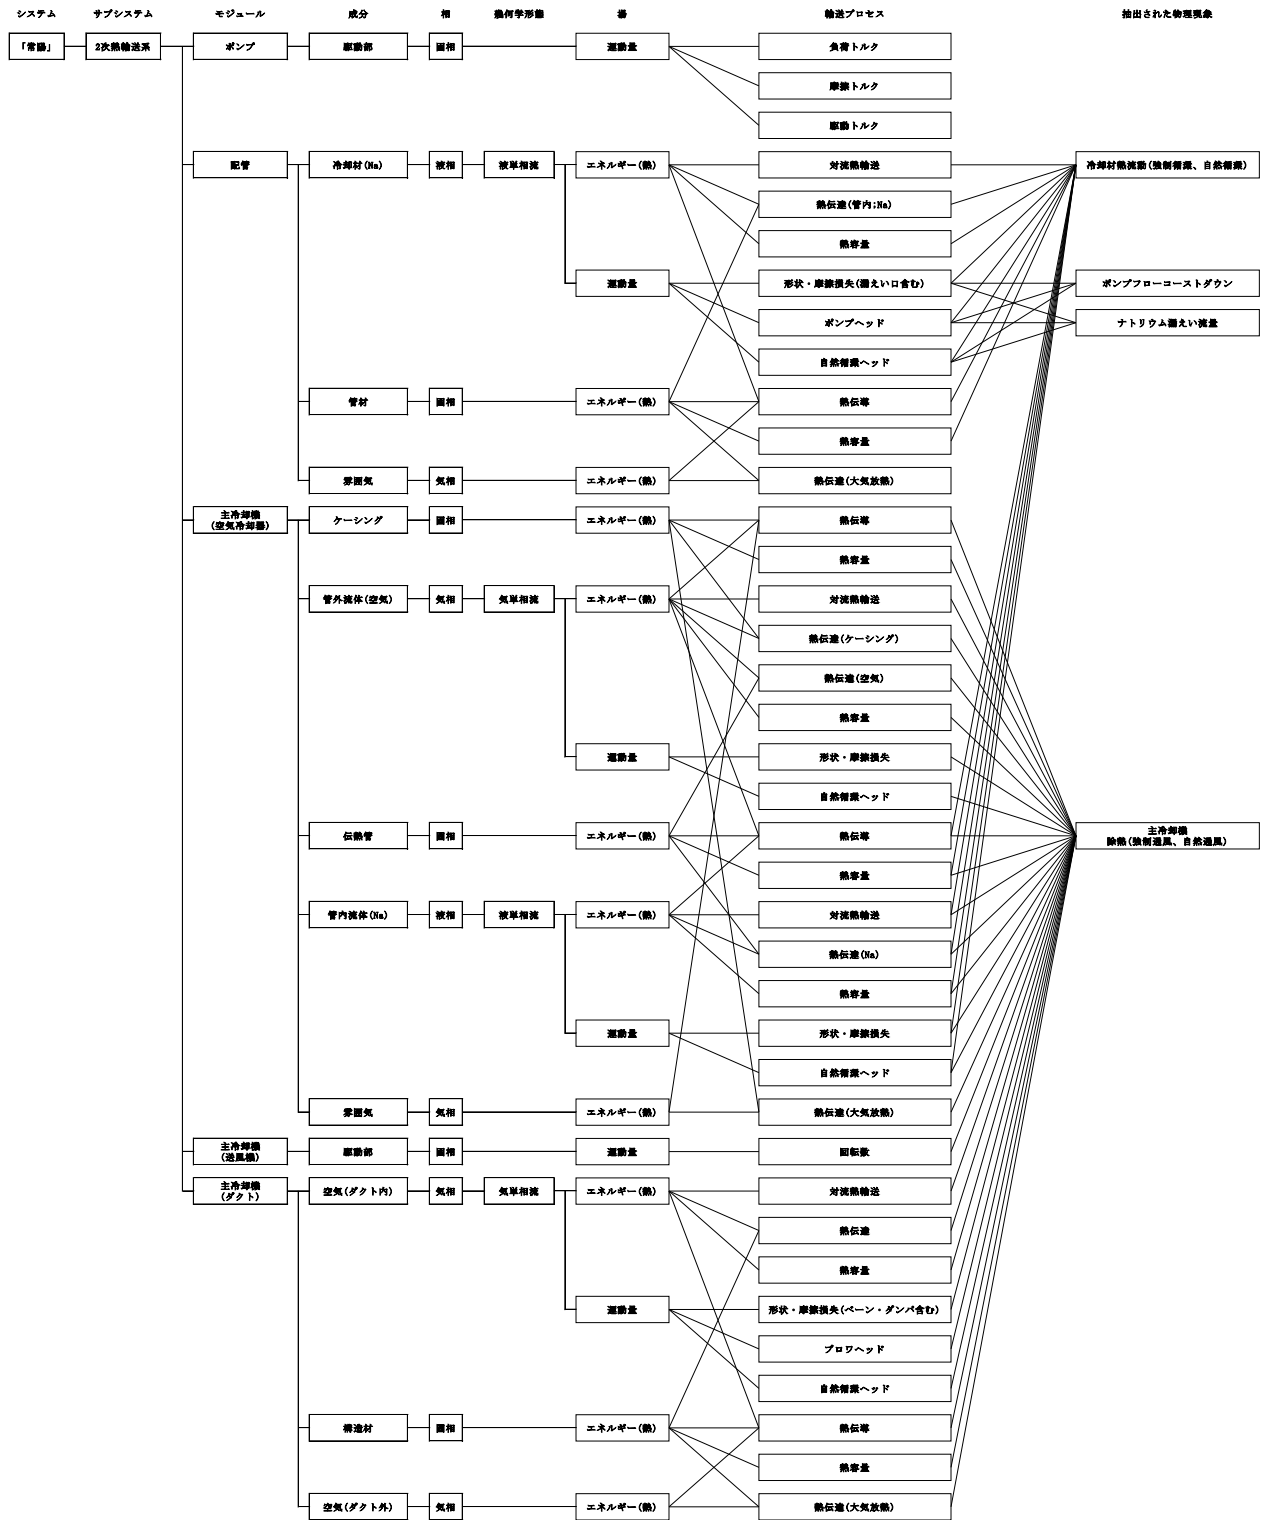 システム サブシステム モジュール 成分 相 幾何学形態 場 輸送プロセス 抽出された物理現象
「常陽」 2次熱輸送系 ポンプ 駆動部 固相 運動量 負荷トルク
摩擦トルク
駆動トルク
配管 冷却材(Na) 液相 液単相流 エネルギー(熱) 対流熱輸送 冷却材熱流動(強制循環、自然循環)
熱伝達(管内;Na)
熱容量
運動量 形状・摩擦損失(漏えい口含む) ポンプフローコーストダウン
ポンプヘッド ナトリウム漏えい流量
自然循環ヘッド
管材 固相 エネルギー(熱) 熱伝導
熱容量
雰囲気 気相 エネルギー(熱) 熱伝達(大気放熱)
主冷却機
(空気冷却器) ケーシング 固相 エネルギー(熱) 熱伝導
熱容量
管外流体(空気) 気相 気単相流 エネルギー(熱) 対流熱輸送
熱伝達(ケーシング)
熱伝達(空気)
熱容量
運動量 形状・摩擦損失
自然循環ヘッド
伝熱管 固相 エネルギー(熱) 熱伝導 主冷却機
除熱(強制通風、自然通風)
熱容量
管内流体(Na) 液相 液単相流 エネルギー(熱) 対流熱輸送
熱伝達(Na)
熱容量
運動量 形状・摩擦損失
自然循環ヘッド
雰囲気 気相 エネルギー(熱) 熱伝達(大気放熱)
主冷却機
(送風機) 駆動部 固相 運動量 回転数
主冷却機
(ダクト) 空気(ダクト内) 気相 気単相流 エネルギー(熱) 対流熱輸送
熱伝達
熱容量
運動量 形状・摩擦損失(ベーン・ダンパ含む)
ブロワヘッド
自然循環ヘッド
構造材 固相 エネルギー(熱) 熱伝導
熱容量
空気(ダクト外) 気相 エネルギー(熱) 熱伝達(大気放熱)